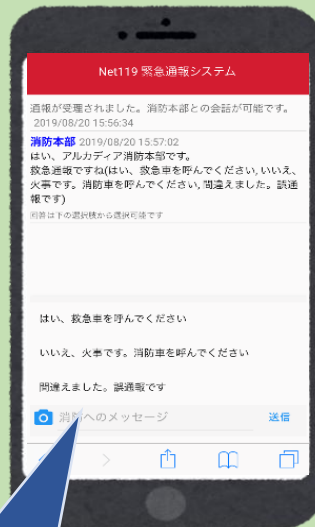 Net119 緊急通報システム
通報が受理されました。消防本部との会話が可能です。
2019/08/20 15:56:34
消防本部 2019/08/20 15:57:02
はい、アルカディア消防本部です。
救急通報ですね(はい、救急車を呼んでください, いいえ、
火事です。消防車を呼んでください, 間違えました。誤通
報です)
回答は下の選択肢から選択可能です
はい、救急車を呼んでください
いいえ、火事です。消防車を呼んでください
間違えました。誤通報です
消防へのメッセージ
送信